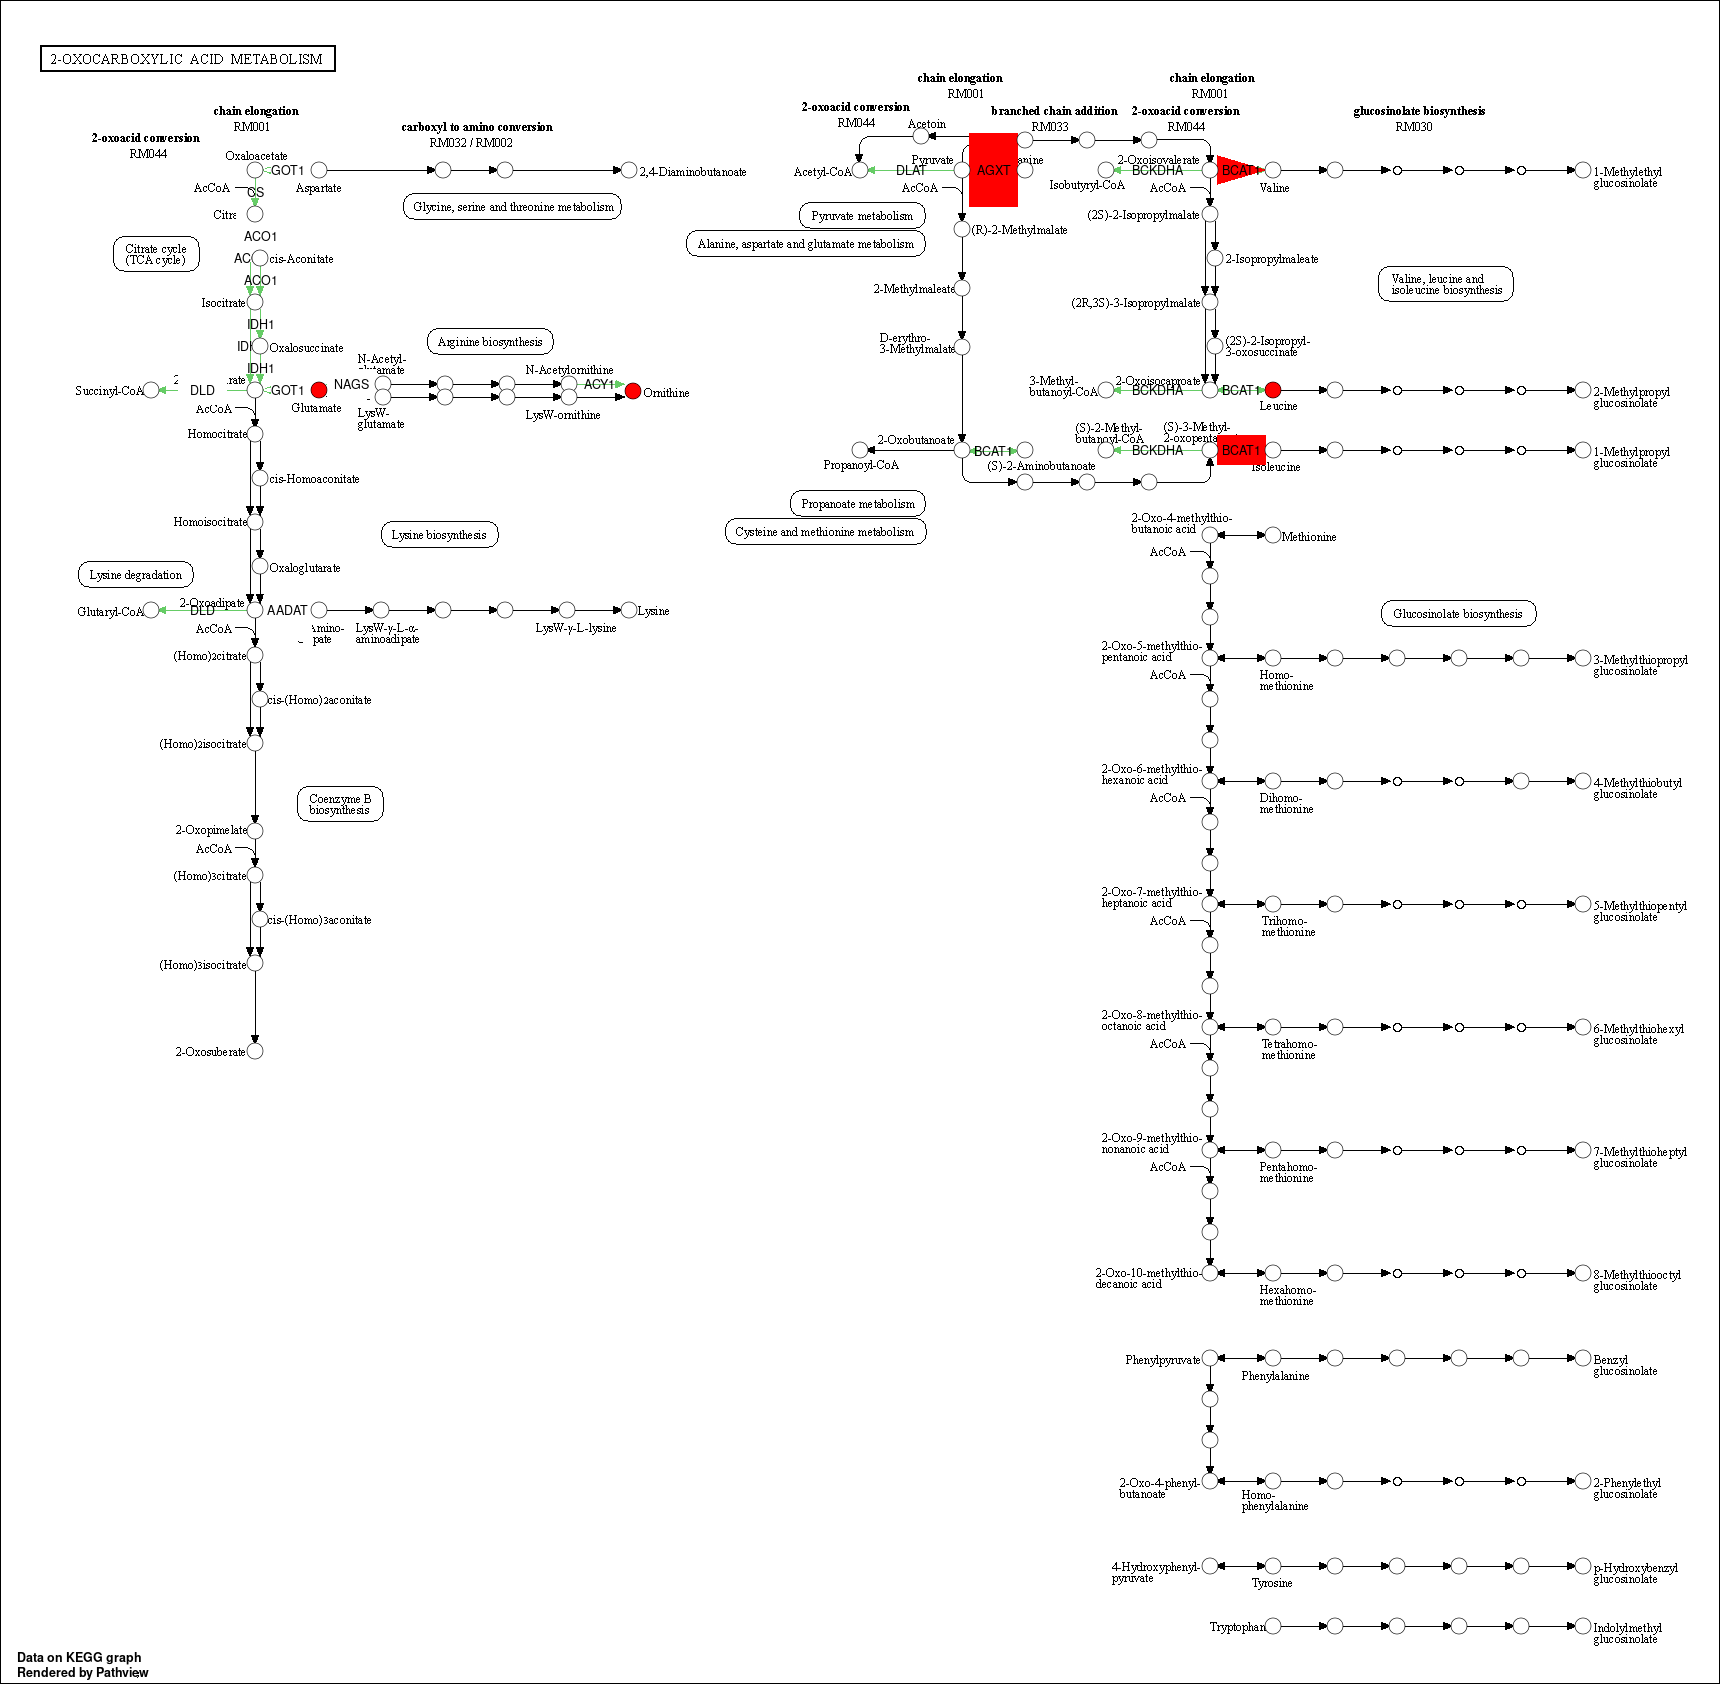 2-OXOCARBOXYLIC ACID METABOLISM
chain elongation
RM001
2-oxoacid conversion
RM044
carboxyl to amino conversion
RM032 / RM002
Oxaloacetate
GOT1
Aspartate
2,4-Diaminobutanoate
AcCoA
CS
Glycine, serine and threonine metabolism
Citrate cycle
(TCA cycle)
ACO1
cis-Aconitate
ACO1
Isocitrate
IDH1
Oxalosuccinate
IDH1
Arginine biosynthesis
N-Acetyl-
NAGS
N-Acetylornithine
ACY1
Ornithine
Succinyl-CoA
DLD
GOT1
Glutamate
AcCoA
LysW-
glutamate
LysW-ornithine
Homocitrate
cis-Homoaconitate
Homoisocitrate
Lysine biosynthesis
Oxaloglutarate
Lysine degradation
2-Oxoadipate
Glutaryl-CoA
DLD
AADAT
Lysine
AcCoA
LysW-γ-L-α-
aminoadipate
LysW-γ-L-lysine
(Homo)2citrate
cis-(Homo)2aconitate
(Homo)2isocitrate
Coenzyme B
biosynthesis
2-Oxopimelate
AcCoA
(Homo)3citrate
cis-(Homo)3aconitate
(Homo)3isocitrate
2-Oxosuberate
chain elongation
RM001
2-oxoacid conversion
RM044
branched chain addition
RM033
chain elongation
RM001
2-oxoacid conversion
RM044
glucosinolate biosynthesis
RM030
Acetoin
Pyruvate
Acetyl-CoA
DLAT
AGXT
AcCoA
2-Oxoisovalerate
BCKDHA
Isobutyryl-CoA
AcCoA
BCAT1
Valine
1-Methylethyl
glucosinolate
Pyruvate metabolism
Alanine, aspartate and glutamate metabolism
(R)-2-Methylmalate
(2S)-2-Isopropylmalate
2-Isopropylmaleate
2-Methylmaleate
(2R,3S)-3-Isopropylmalate
Valine, leucine and
isoleucine biosynthesis
D-erythro-
3-Methylmalate
(2S)-2-Isopropyl-
3-oxosuccinate
3-Methyl-
butanoyl-CoA
2-Oxoisocaproate
BCKDHA
BCAT1
Leucine
2-Methylpropyl
glucosinolate
2-Oxobutanoate
Propanoyl-CoA
BCAT1
(S)-2-Aminobutanoate
(S)-2-Methyl-
butanoyl-CoA
(S)-3-Methyl-
BCKDHA
BCAT1
Isoleucine
1-Methylpropyl
glucosinolate
Propanoate metabolism
Cysteine and methionine metabolism
2-Oxo-4-methylthio-
butanoic acid
Methionine
AcCoA
Glucosinolate biosynthesis
2-Oxo-5-methylthio-
pentanoic acid
AcCoA
Homo-
methionine
3-Methylthiopropyl
glucosinolate
2-Oxo-6-methylthio-
hexanoic acid
AcCoA
Dihomo-
methionine
4-Methylthiobutyl
glucosinolate
2-Oxo-7-methylthio-
heptanoic acid
AcCoA
Trihomo-
methionine
5-Methylthiopentyl
glucosinolate
2-Oxo-8-methylthio-
octanoic acid
AcCoA
Tetrahomo-
methionine
6-Methylthiohexyl
glucosinolate
2-Oxo-9-methylthio-
nonanoic acid
AcCoA
Pentahomo-
methionine
7-Methylthioheptyl
glucosinolate
2-Oxo-10-methylthio-
decanoic acid
Hexahomo-
methionine
8-Methylthiooctyl
glucosinolate
Phenylpyruvate
Phenylalanine
Benzyl
glucosinolate
2-Oxo-4-phenyl-
butanoate
Homo-
phenylalanine
2-Phenylethyl
glucosinolate
4-Hydroxyphenyl-
pyruvate
Tyrosine
p-Hydroxybenzyl
glucosinolate
Tryptophan
Indolylmethyl
glucosinolate
Data on KEGG graph
Rendered by Pathview